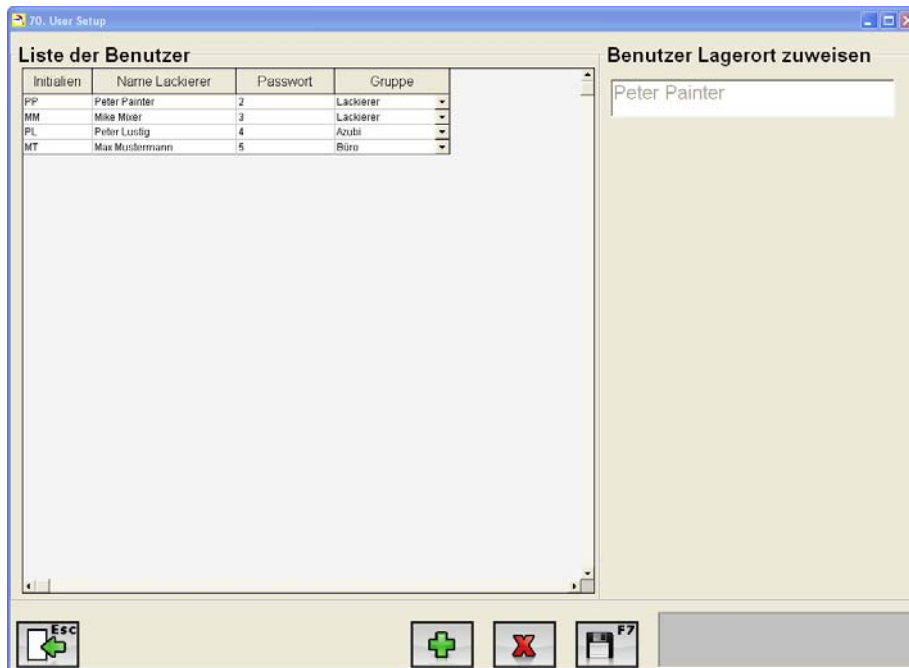 70. User Setup
Liste der Benutzer
Initialien Name Lackierer Passwort Gruppe
PP Peter Painter 2 Lackierer
MM Mike Mixer 3 Lackierer
PL Peter Lustig 4 Azubi
MT Max Mustermann 5 Büro
Benutzer Lagerort zuweisen
Peter Painter
Esc
F7